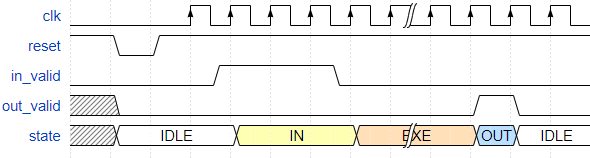 clk
reset
in_valid
out_valid
state IDLE IN EXE OUT IDLE